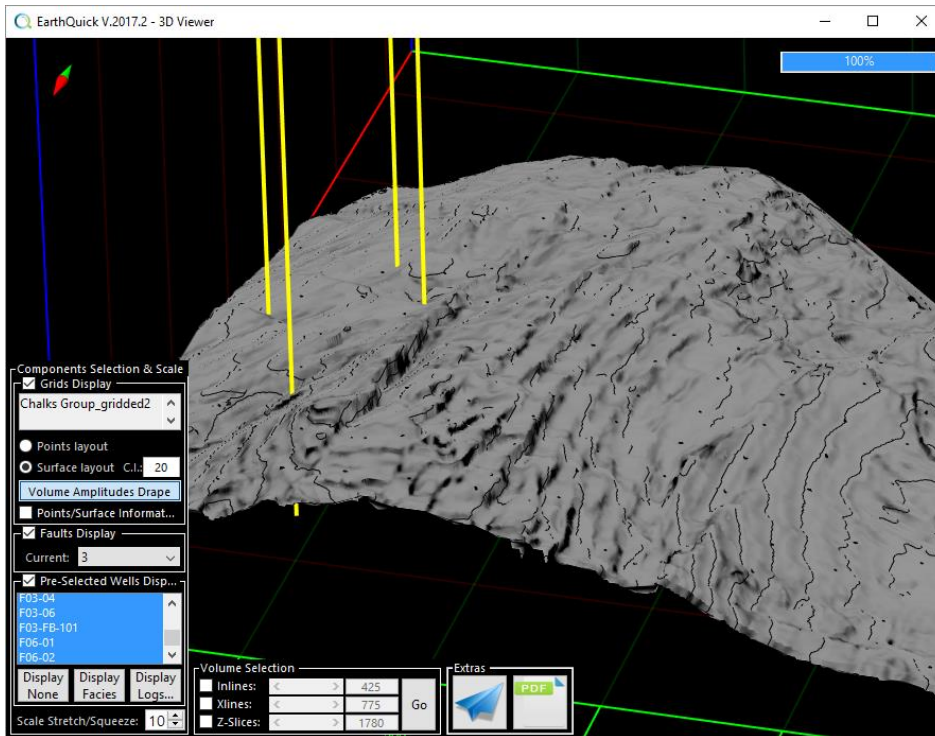 EarthQuick V.2017.2 - 3D Viewer
100%
Components Selection & Scale
Grids Display
Chalks Group_gridded2
Points layout
Surface layout C.I.: 20
Volume Amplitudes Drape
Points/Surface Informat...
Faults Display
Current: 3
Pre-Selected Wells Disp...
F03-04
F03-06
F03-FB-101
F06-01
F06-02
Display None
Display Facies
Display Logs...
Scale Stretch/Squeeze: 10
Volume Selection
Inlines: < > 425
Xlines: < > 775
Z-Slices: < > 1780
Go
Extras
PDF